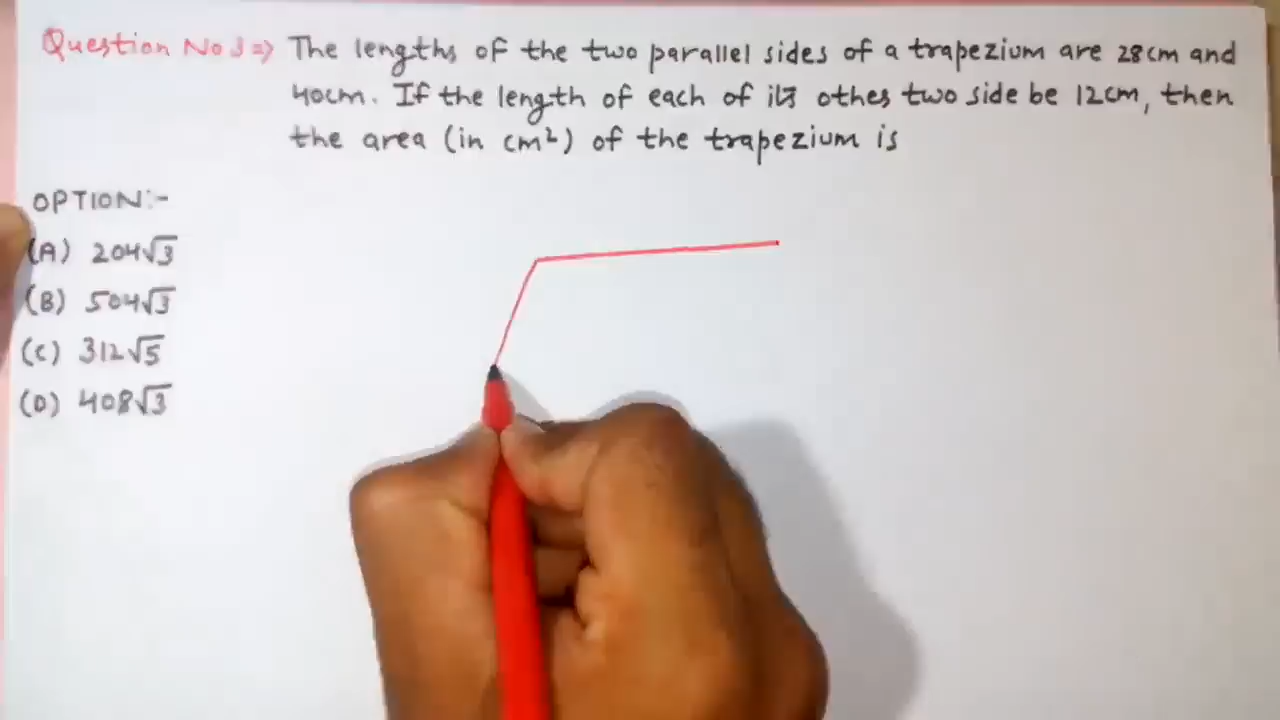 Question No 3 => The lengths of the two parallel sides of a trapezium are 28cm and
40cm. If the length of each of its othes two side be 12cm, then
the area (in cm²) of the trapezium is
OPTION:-
(A) 204√3
(B) 504√3
(C) 312√5
(D) 408√3